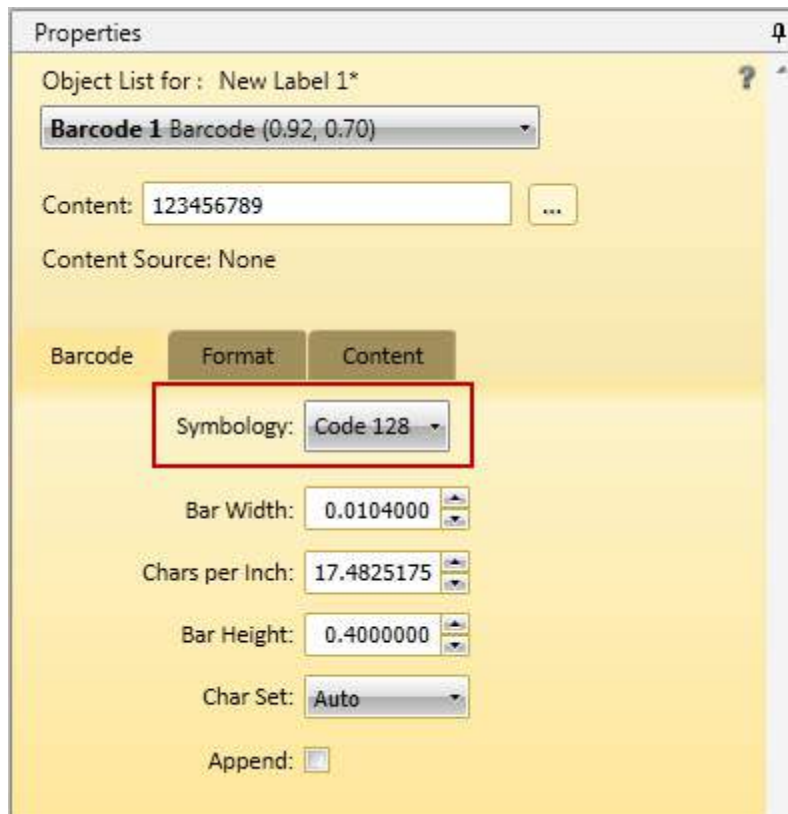 Properties
Object List for : New Label 1*
?
Barcode 1 Barcode (0.92, 0.70)
Content: 123456789 ...
Content Source: None
Barcode Format Content
Symbology: Code 128
Bar Width: 0.0104000
Chars per Inch: 17.4825175
Bar Height: 0.4000000
Char Set: Auto
Append: